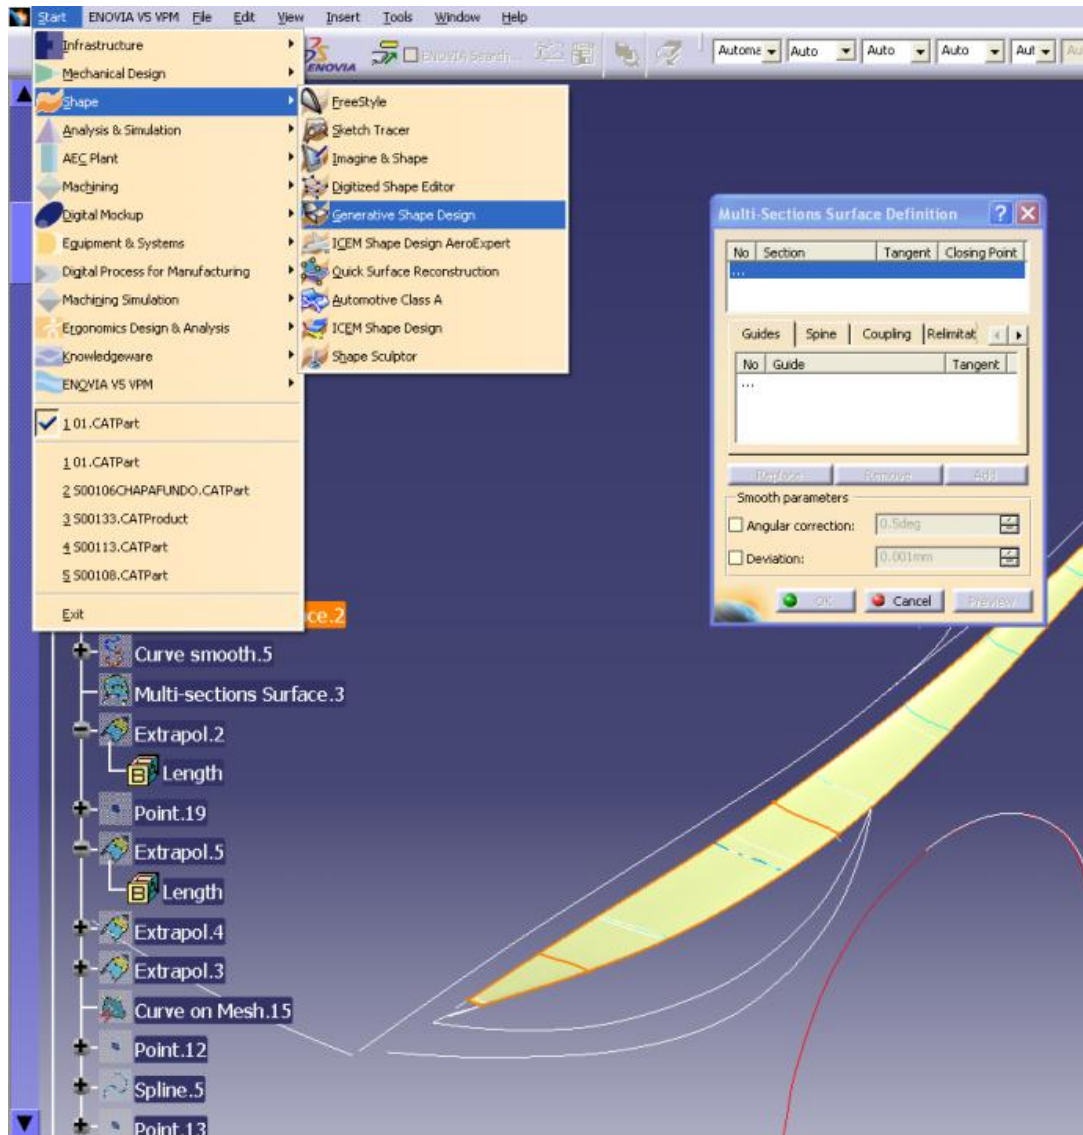 Start ENOVIA V5 VPM File Edit View Insert Tools Window Help
Infrastructure
Mechanical Design
Shape
Analysis & Simulation
AEC Plant
Machining
Digital Mockup
Equipment & Systems
Digital Process for Manufacturing
Machining Simulation
Ergonomics Design & Analysis
Knowledgeware
ENOVIA V5 VPM
1 01.CATPart
1 01.CATPart
2 S00106CHAPAFUNDO.CATPart
3 S00133.CATProduct
4 S00113.CATPart
5 S00108.CATPart
Exit
ENOVIA
ENOVIA Search...
Auto Auto Auto Aut
FreeStyle
Sketch Tracer
Imagine & Shape
Digitized Shape Editor
Generative Shape Design
ICEM Shape Design AeroExpert
Quick Surface Reconstruction
Automotive Class A
ICEM Shape Design
Shape Sculptor
Multi-Sections Surface Definition
No Section Tangent Closing Point
...
Guides Spine Coupling Relimitat
No Guide Tangent
...
Replace Remove Add
Smooth parameters
Angular correction: 0.5deg
Deviation: 0.001mm
OK Cancel Preview
ce.2
Curve smooth.5
Multi-sections Surface.3
Extrapol.2
Length
Point.19
Extrapol.5
Length
Extrapol.4
Extrapol.3
Curve on Mesh.15
Point.12
Spline.5
Point.13